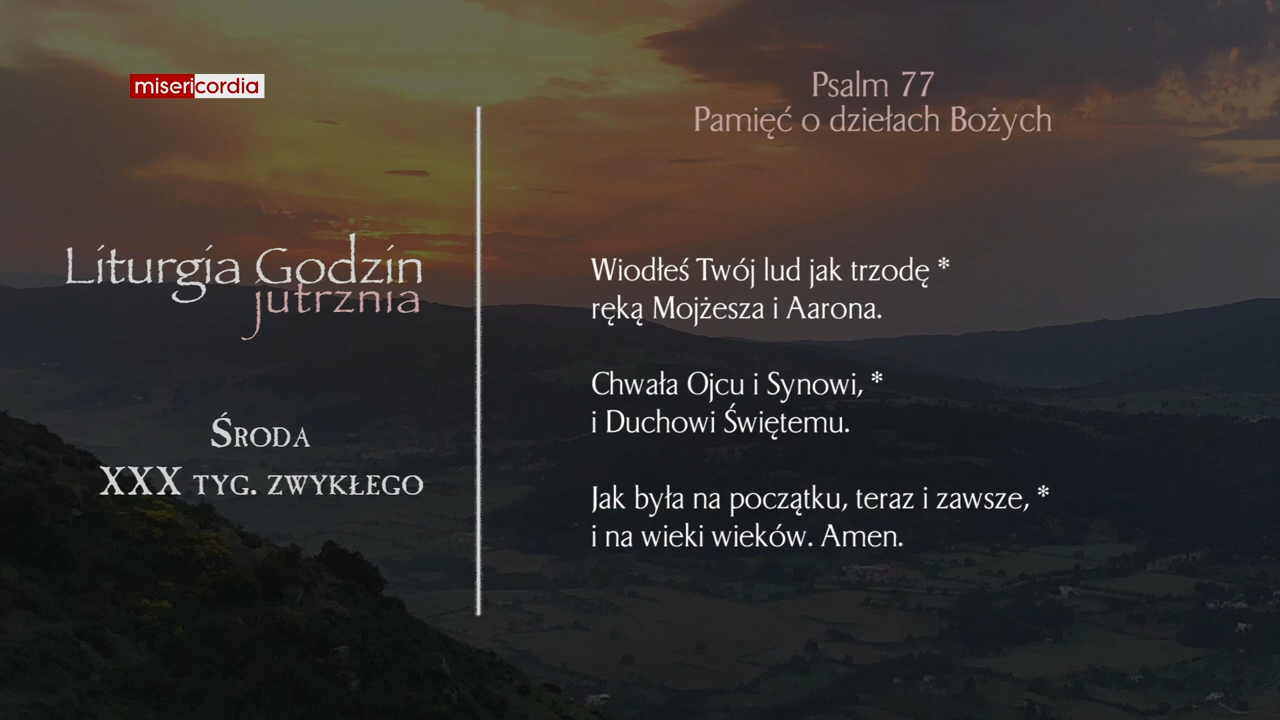 misericordia
Liturgia Godzin
jutrznia
Środa
XXX tyg. zwykłego
Psalm 77
Pamięć o dziełach Bożych
Wiodłeś Twój lud jak trzodę *
ręką Mojżesza i Aarona.
Chwała Ojcu i Synowi, *
i Duchowi Świętemu.
Jak była na początku, teraz i zawsze, *
i na wieki wieków. Amen.